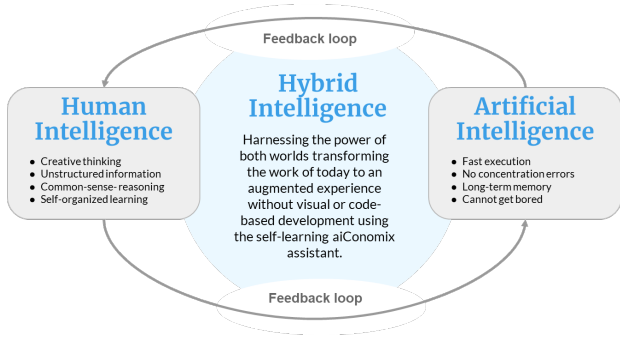 Feedback loop
Human
Intelligence
● Creative thinking
● Unstructured information
● Common-sense-reasoning
● Self-organized learning
Hybrid
Intelligence
Harnessing the power of
both worlds transforming
the work of today to an
augmented experience
without visual or code-
based development using
the self-learning aiConomix
assistant.
Artificial
Intelligence
● Fast execution
● No concentration errors
● Long-term memory
● Cannot get bored
Feedback loop